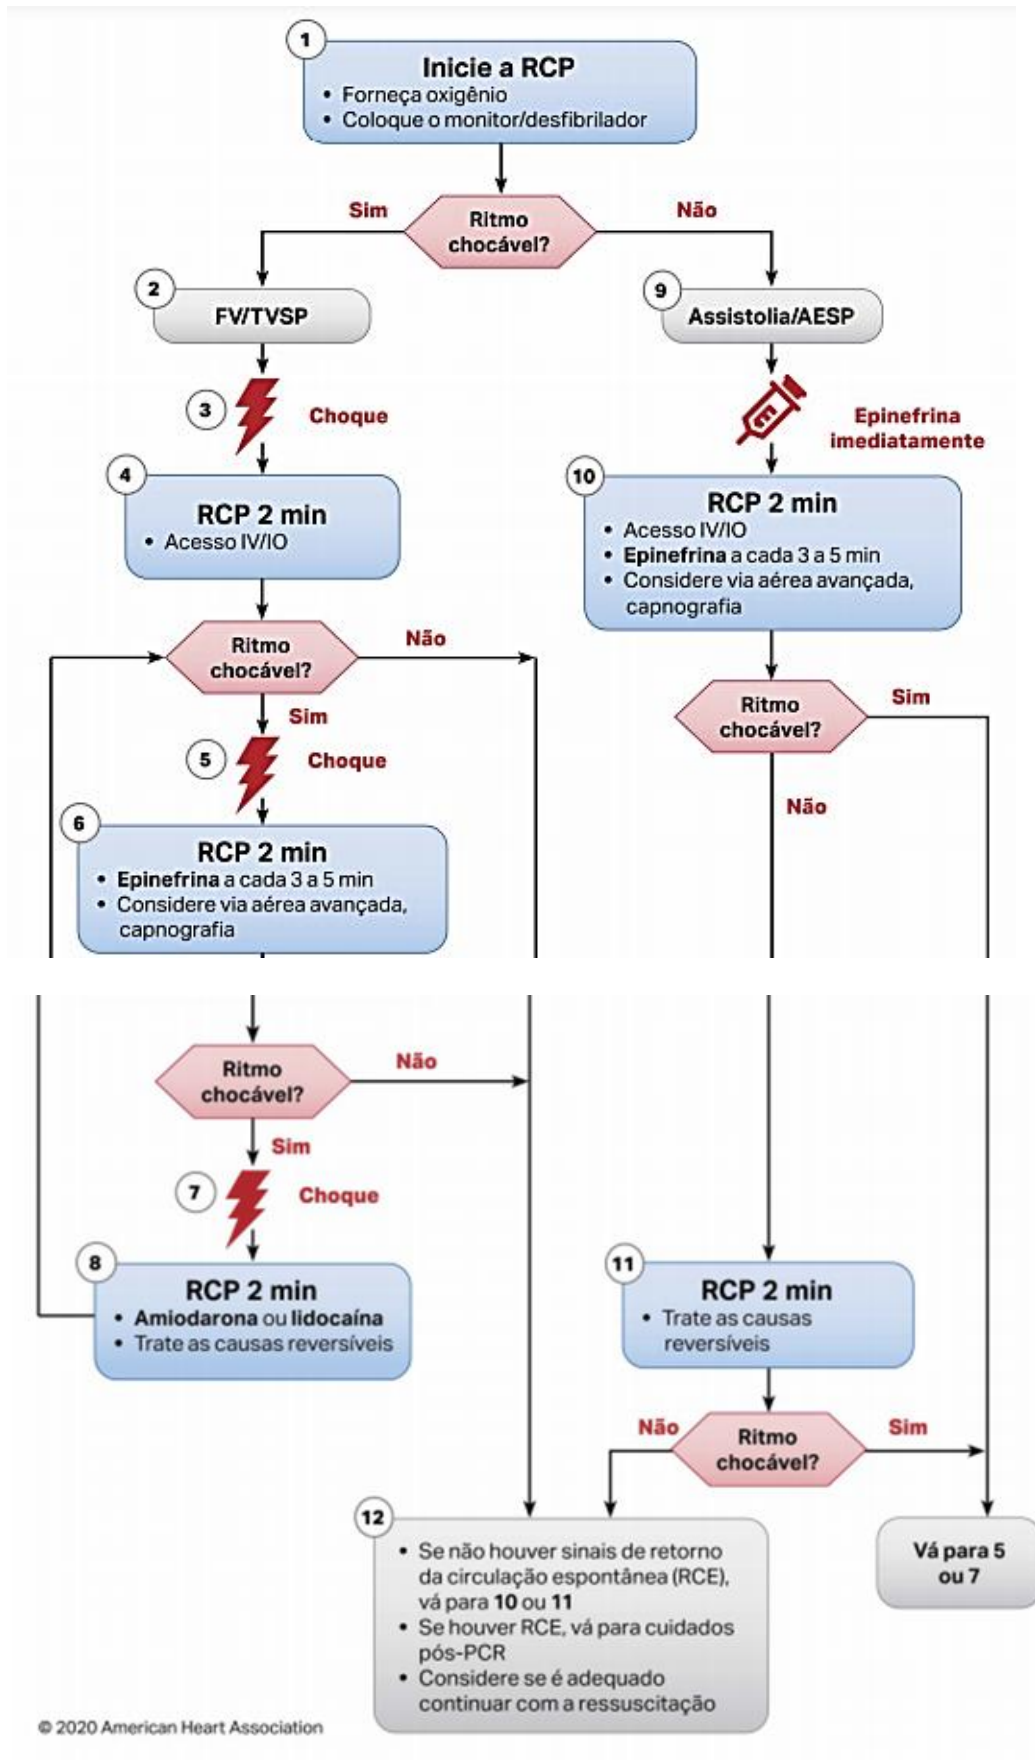 1
Inicie a RCP
• Forneça oxigênio
• Coloque o monitor/desfibrilador
Ritmo
chocável?
Sim
Não
2
FV/TVSP
3
Choque
4
RCP 2 min
• Acesso IV/IO
Ritmo
chocável?
Não
Sim
5
Choque
6
RCP 2 min
• Epinefrina a cada 3 a 5 min
• Considere via aérea avançada,
capnografia
9
Assistolia/AESP
Epinefrina
imediatamente
10
RCP 2 min
• Acesso IV/IO
• Epinefrina a cada 3 a 5 min
• Considere via aérea avançada,
capnografia
Ritmo
chocável?
Sim
Não
Ritmo
chocável?
Não
Sim
7
Choque
8
RCP 2 min
• Amiodarona ou lidocaína
• Trate as causas reversíveis
11
RCP 2 min
• Trate as causas
reversíveis
Ritmo
chocável?
Não
Sim
12
• Se não houver sinais de retorno
da circulação espontânea (RCE),
vá para 10 ou 11
• Se houver RCE, vá para cuidados
pós-PCR
• Considere se é adequado
continuar com a ressuscitação
Vá para 5
ou 7
© 2020 American Heart Association